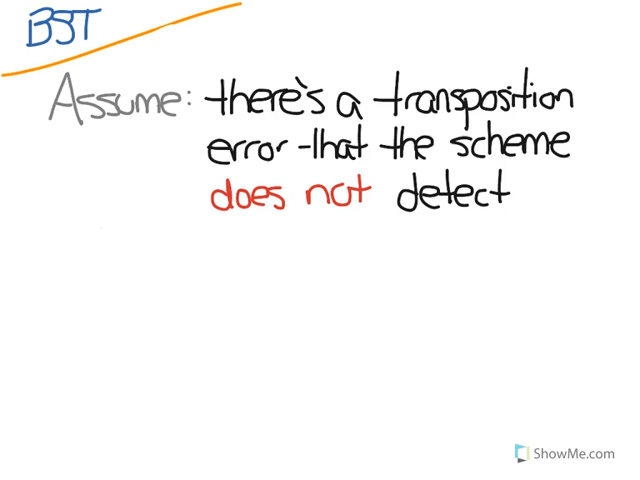 BST
Assume: there's a transposition
error that the scheme
does not detect
ShowMe.com